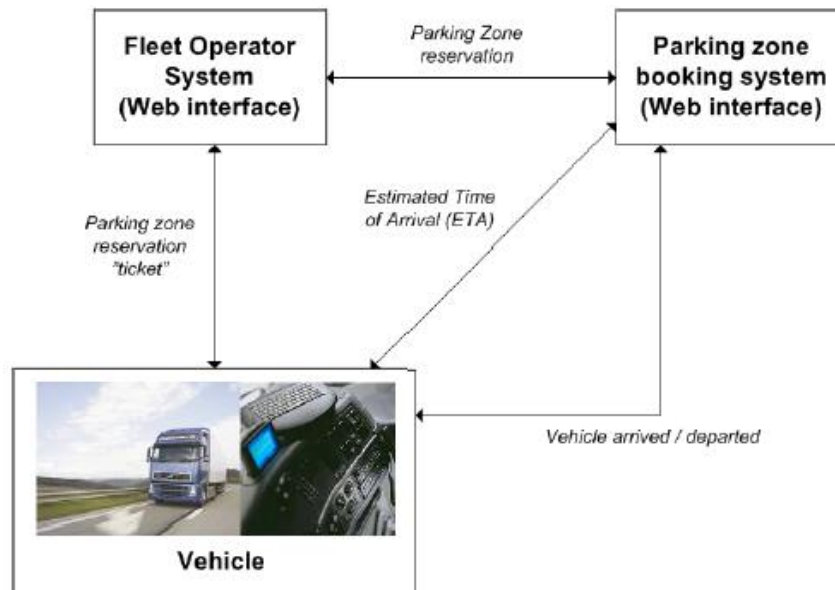 Fleet Operator
System
(Web interface)
Parking Zone
reservation
Parking zone
booking system
(Web interface)
Parking zone
reservation
"ticket"
Estimated Time
of Arrival (ETA)
Vehicle arrived / departed
Vehicle